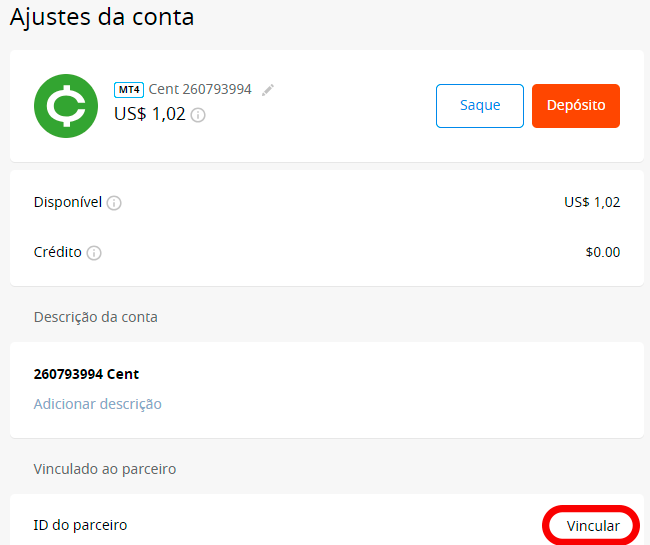 Ajustes da conta
MT4 Cent 260793994
US$ 1,02
Saque
Depósito
Disponível
US$ 1,02
Crédito
$0.00
Descrição da conta
260793994 Cent
Adicionar descrição
Vinculado ao parceiro
ID do parceiro
Vincular